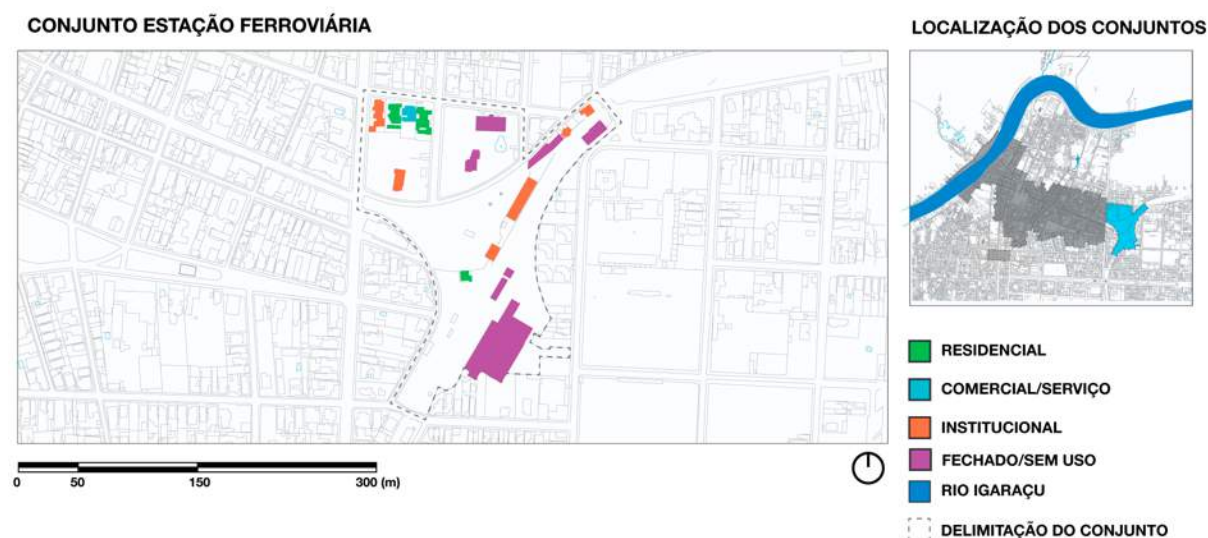 CONJUNTO ESTAÇÃO FERROVIÁRIA
LOCALIZAÇÃO DOS CONJUNTOS
RESIDENCIAL
COMERCIAL/SERVIÇO
INSTITUCIONAL
FECHADO/SEM USO
RIO IGARAÇU
DELIMITAÇÃO DO CONJUNTO
0 50 150 300 (m)